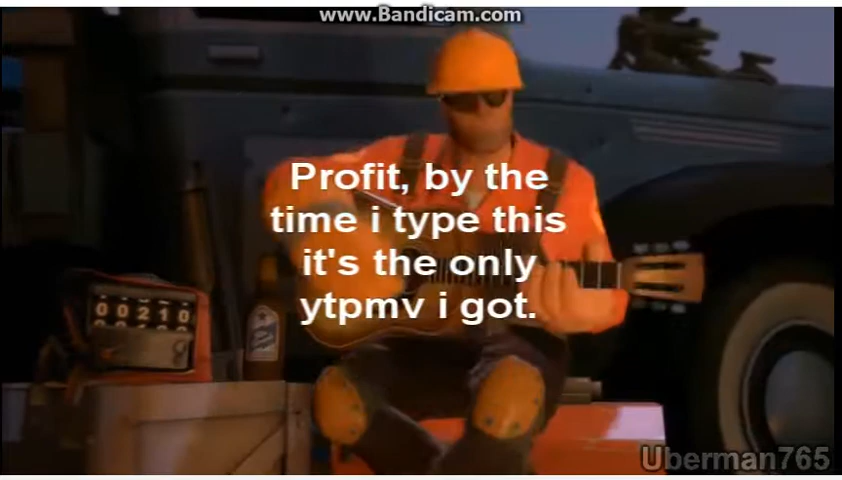 www.Bandicam.com
Profit, by the
time i type this
it's the only
ytpmv i got.
00210
Uberman765